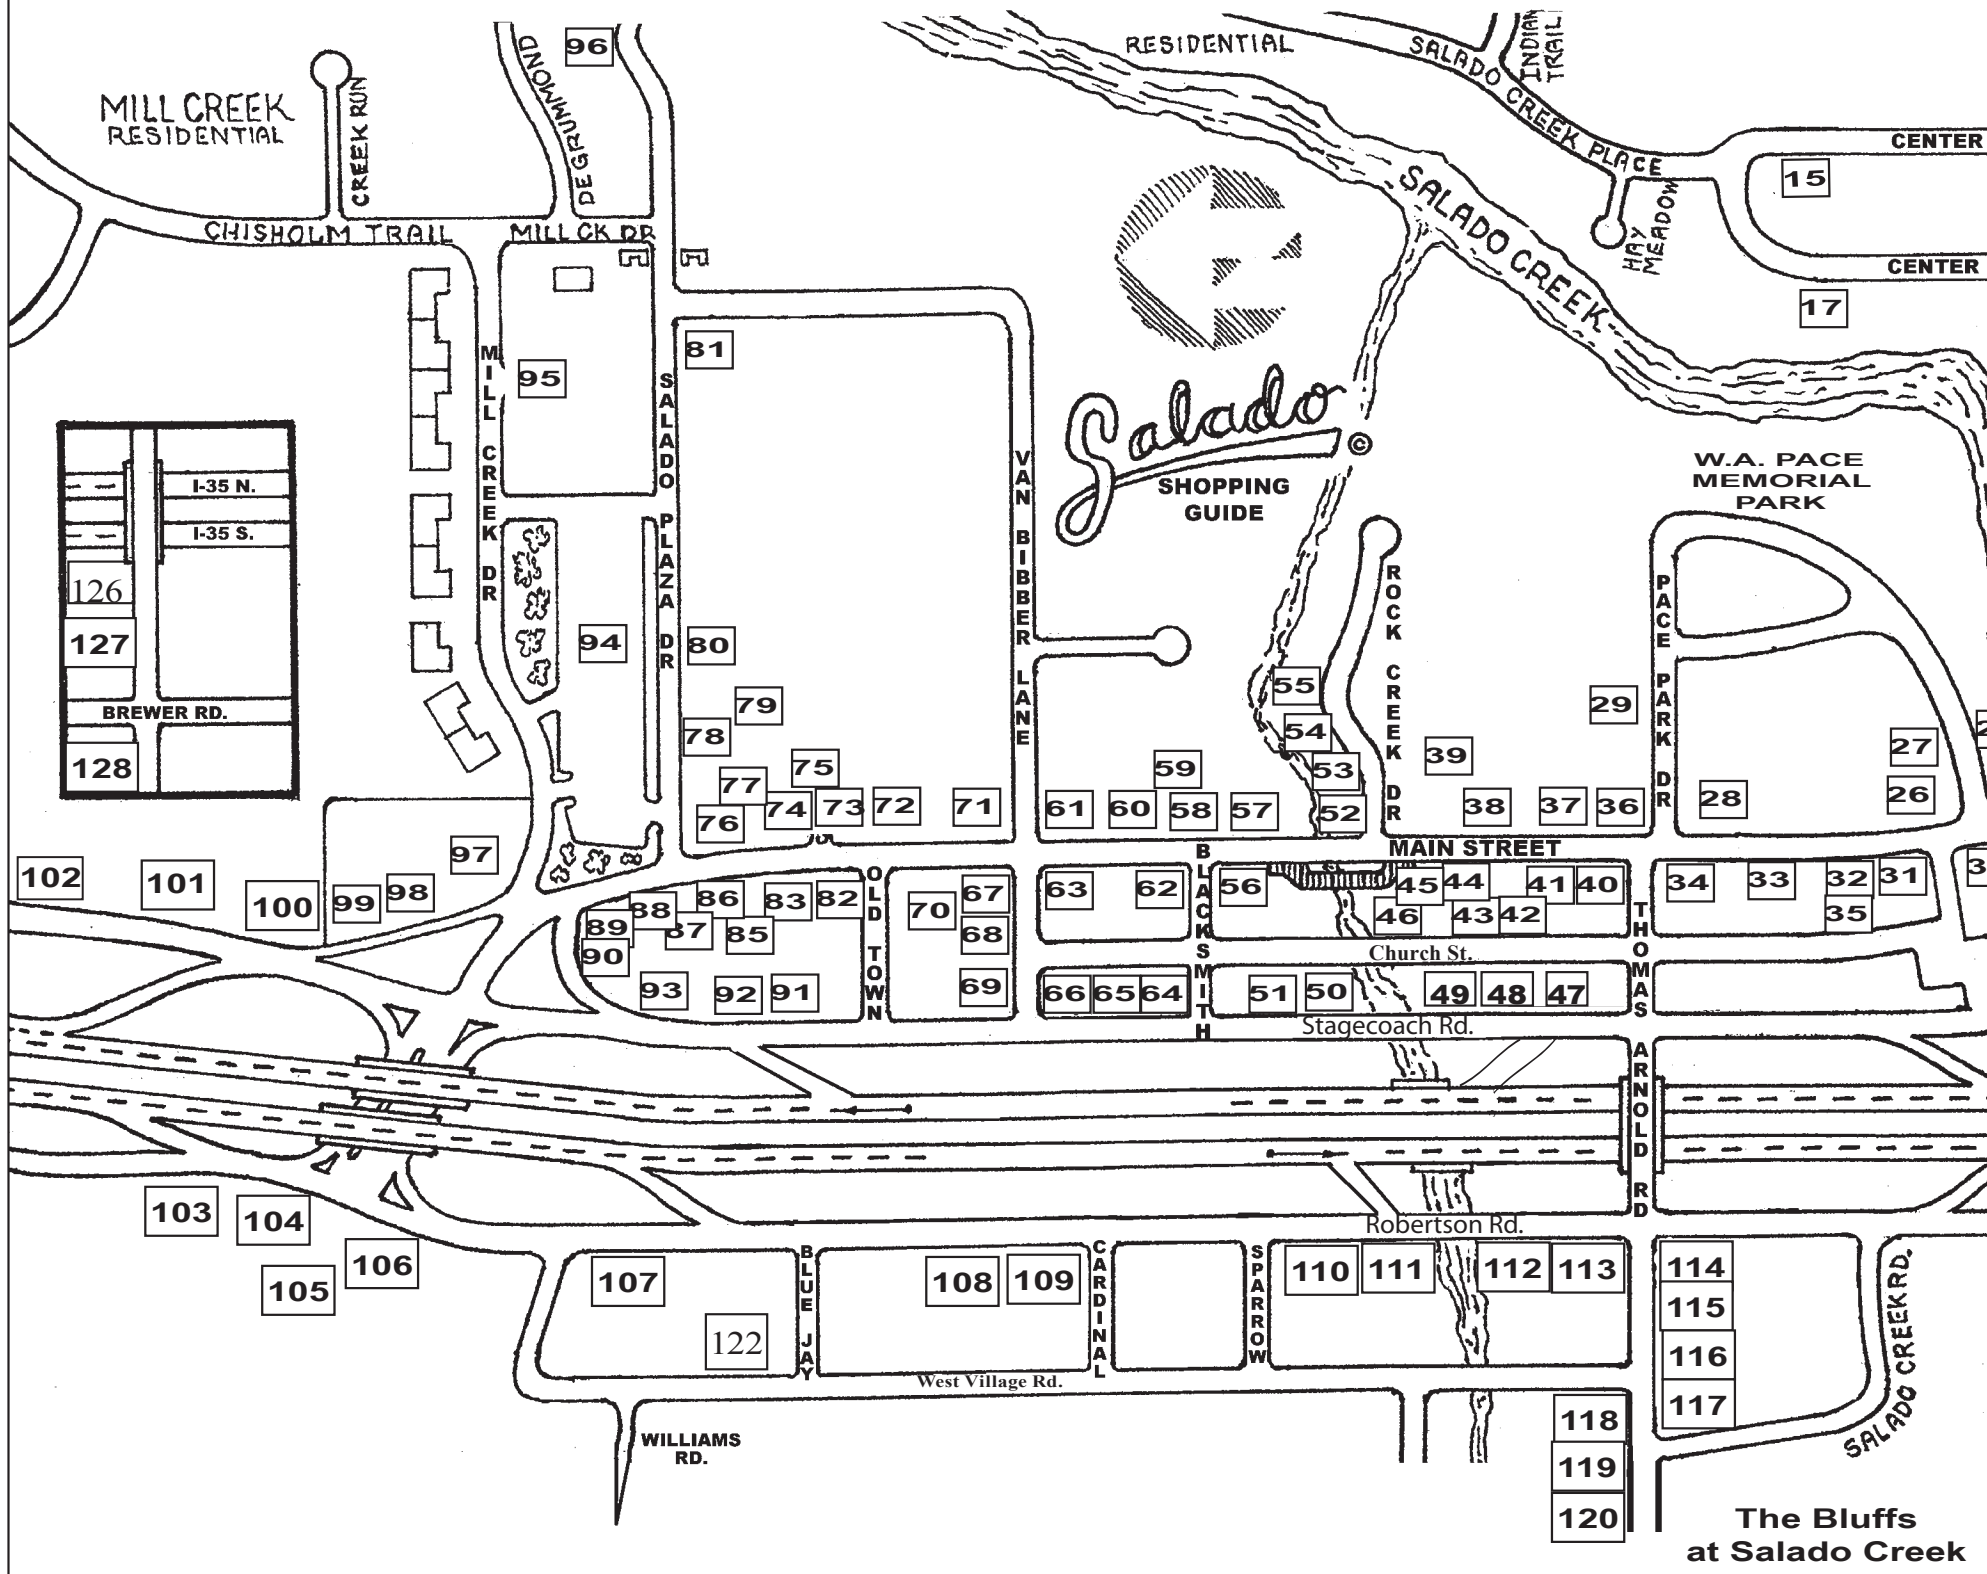 96
RESIDENTIAL
SALADO CREEK PLACE
INDIAN
TRAIL
MILL CREEK
RESIDENTIAL
CREEK RUN
DEGRUMMOND
CENTER
15
SALADO CREEK
HAY
MEADOW
CENTER
17
CHISHOLM TRAIL
MILL CK DR
81
95
MILL CREEK DR
SALADO PLAZA DR
VAN BIBBER LANE
Salado
©
SHOPPING
GUIDE
W.A. PACE
MEMORIAL
PARK
I-35 N.
I-35 S.
126
127
BREWER RD.
128
94
80
79
78
77
75
76
74
73
72
71
61
60
59
58
57
55
54
53
52
ROCK CREEK DR
39
38
37
36
29
PACE PARK DR
28
27
26
MAIN STREET
102
101
100
99
98
97
89
88
87
86
85
83
82
90
93
92
91
OLD TOWN
70
67
68
69
63
62
66
65
64
BLACKSMITH
56
45
44
41
40
46
43
42
Church St.
51
50
49
48
47
Stagecoach Rd.
THOMAS ARNOLD RD
34
33
32
31
35
103
104
105
106
Robertson Rd.
107
122
BLUE JAY
108
109
CARDINAL
SPARROW
110
111
112
113
114
115
116
117
118
119
120
SALADO CREEK RD.
SALADO CREEK RD.
West Village Rd.
WILLIAMS
RD.
The Bluffs
at Salado Creek